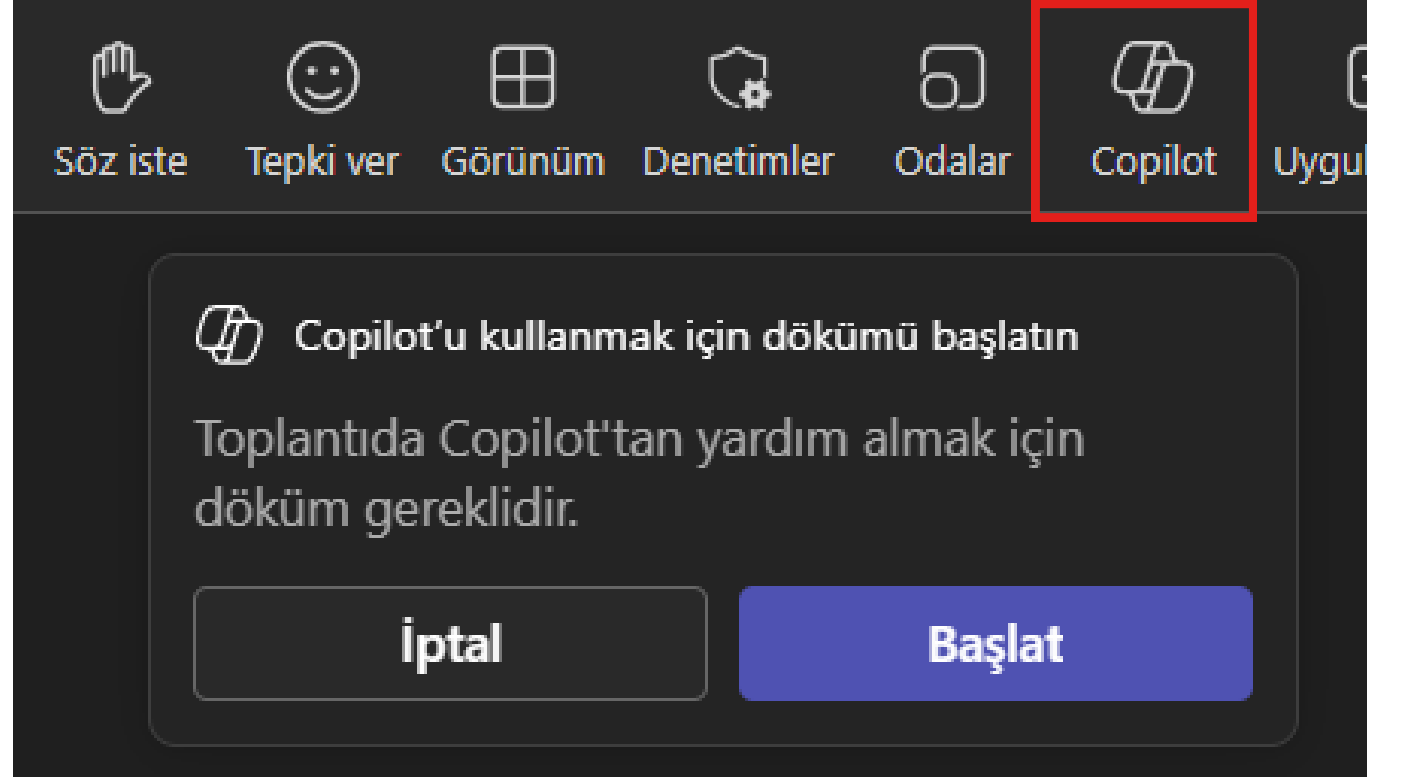 Söz iste Tepki ver Görünüm Denetimler Odalar Copilot Uygul
Copilot'u kullanmak için dökümü başlatın
Toplantıda Copilot'tan yardım almak için
döküm gereklidir.
İptal Başlat